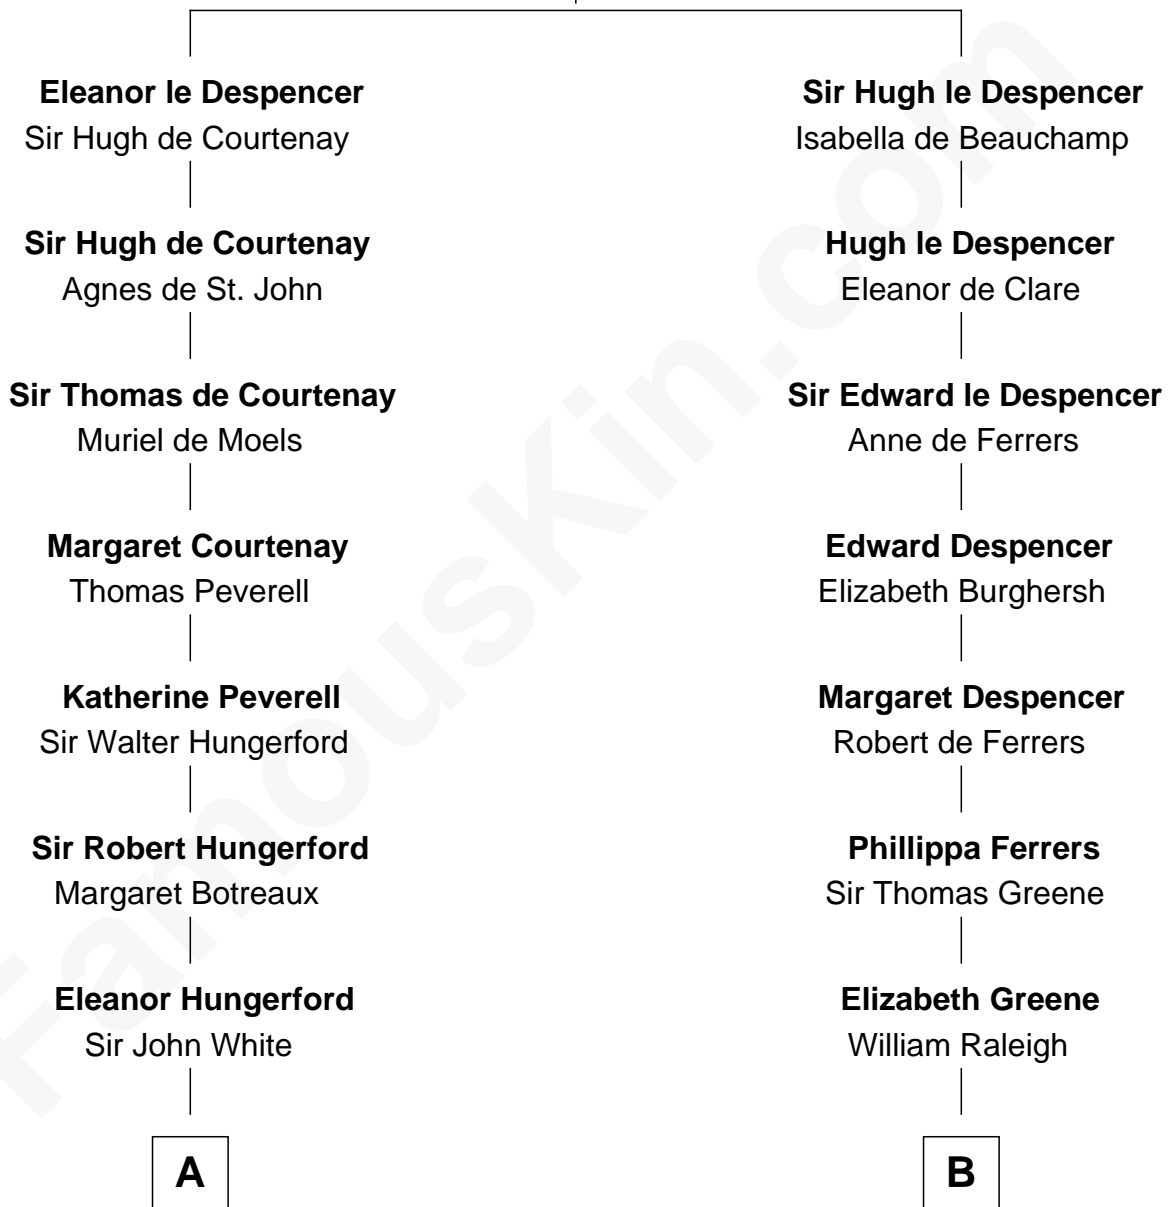 Eleanor le Despencer
Sir Hugh de Courtenay
Sir Hugh le Despencer
Isabella de Beauchamp
Sir Hugh de Courtenay
Agnes de St. John
Hugh le Despencer
Eleanor de Clare
Sir Thomas de Courtenay
Muriel de Moels
Sir Edward le Despencer
Anne de Ferrers
Margaret Courtenay
Thomas Peverell
Edward Despencer
Elizabeth Burghersh
Katherine Peverell
Sir Walter Hungerford
Margaret Despencer
Robert de Ferrers
Sir Robert Hungerford
Margaret Botreaux
Phillippa Ferrers
Sir Thomas Greene
Eleanor Hungerford
Sir John White
Elizabeth Greene
William Raleigh
A
B
FamousKin.com